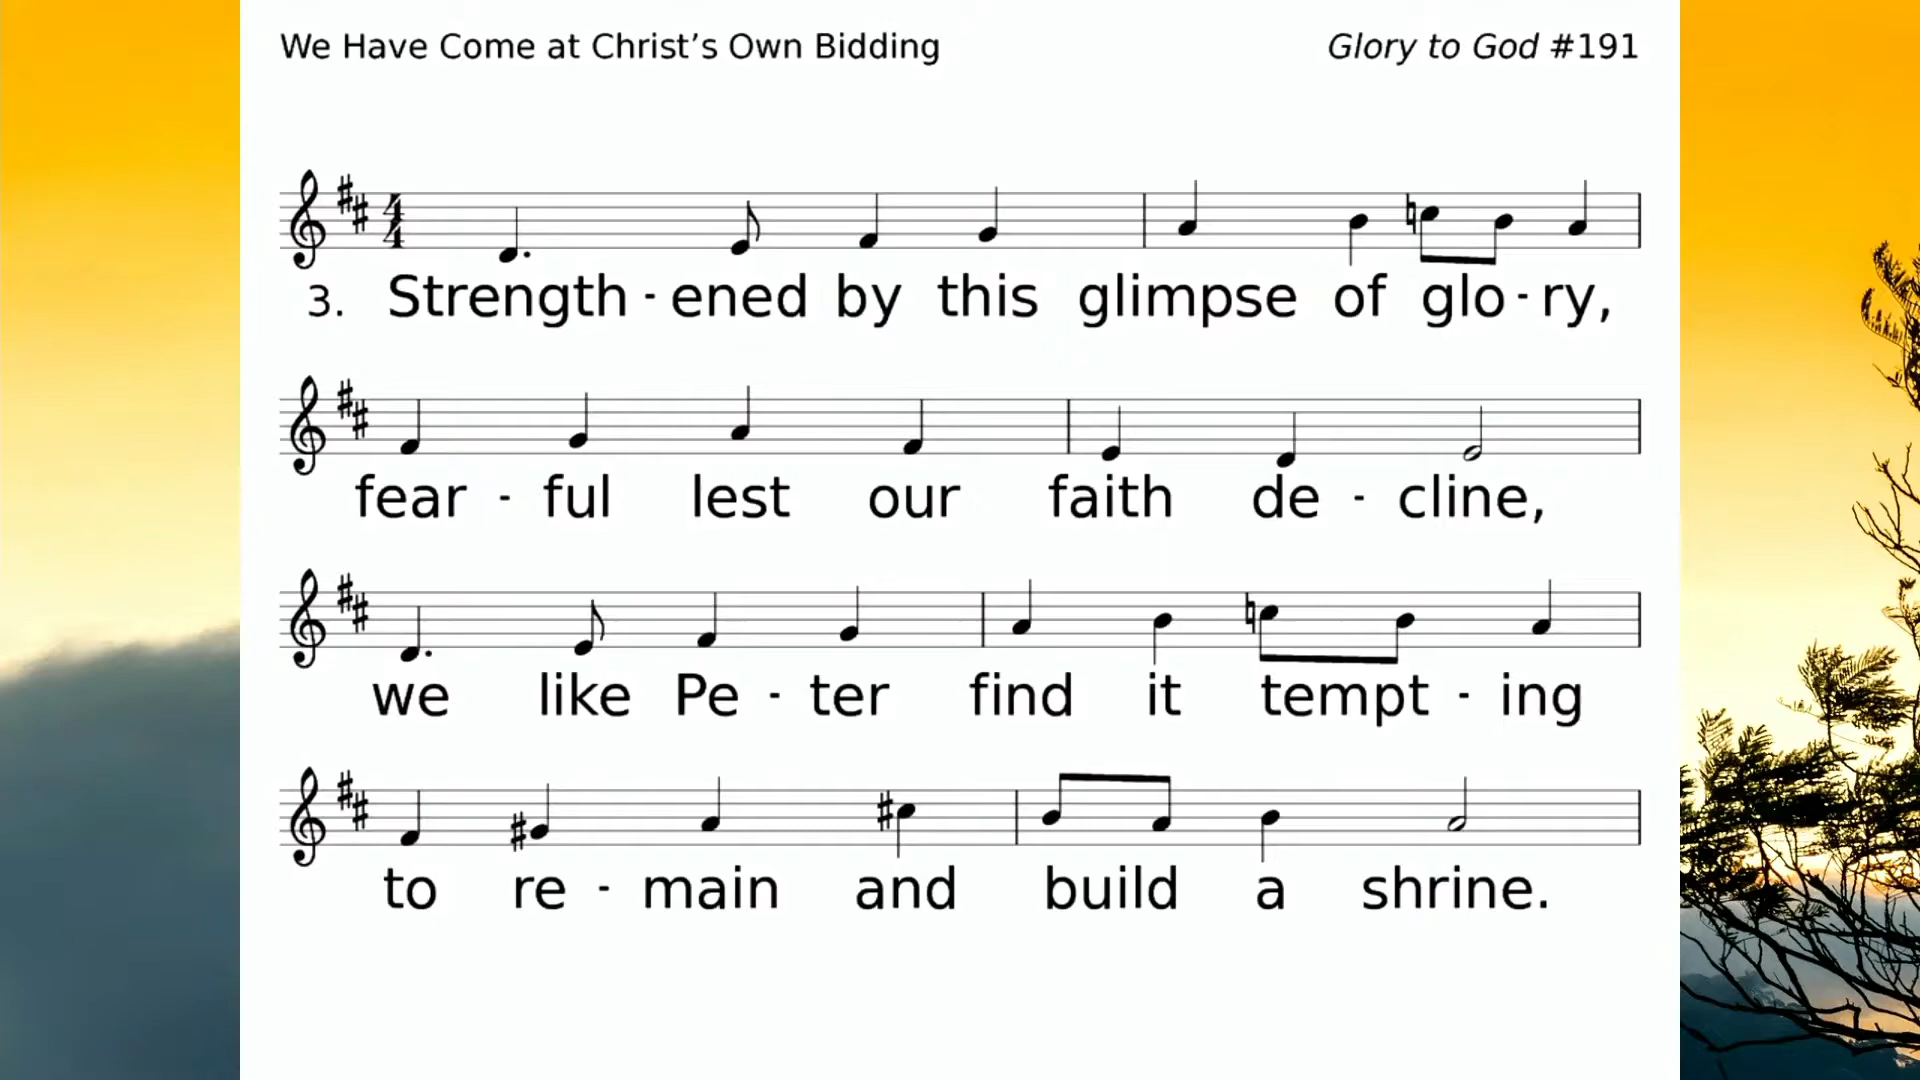 We Have Come at Christ’s Own Bidding
Glory to God #191
3. Strength - ened by this glimpse of glo - ry,
fear - ful lest our faith de - cline,
we like Pe - ter find it tempt - ing
to re - main and build a shrine.